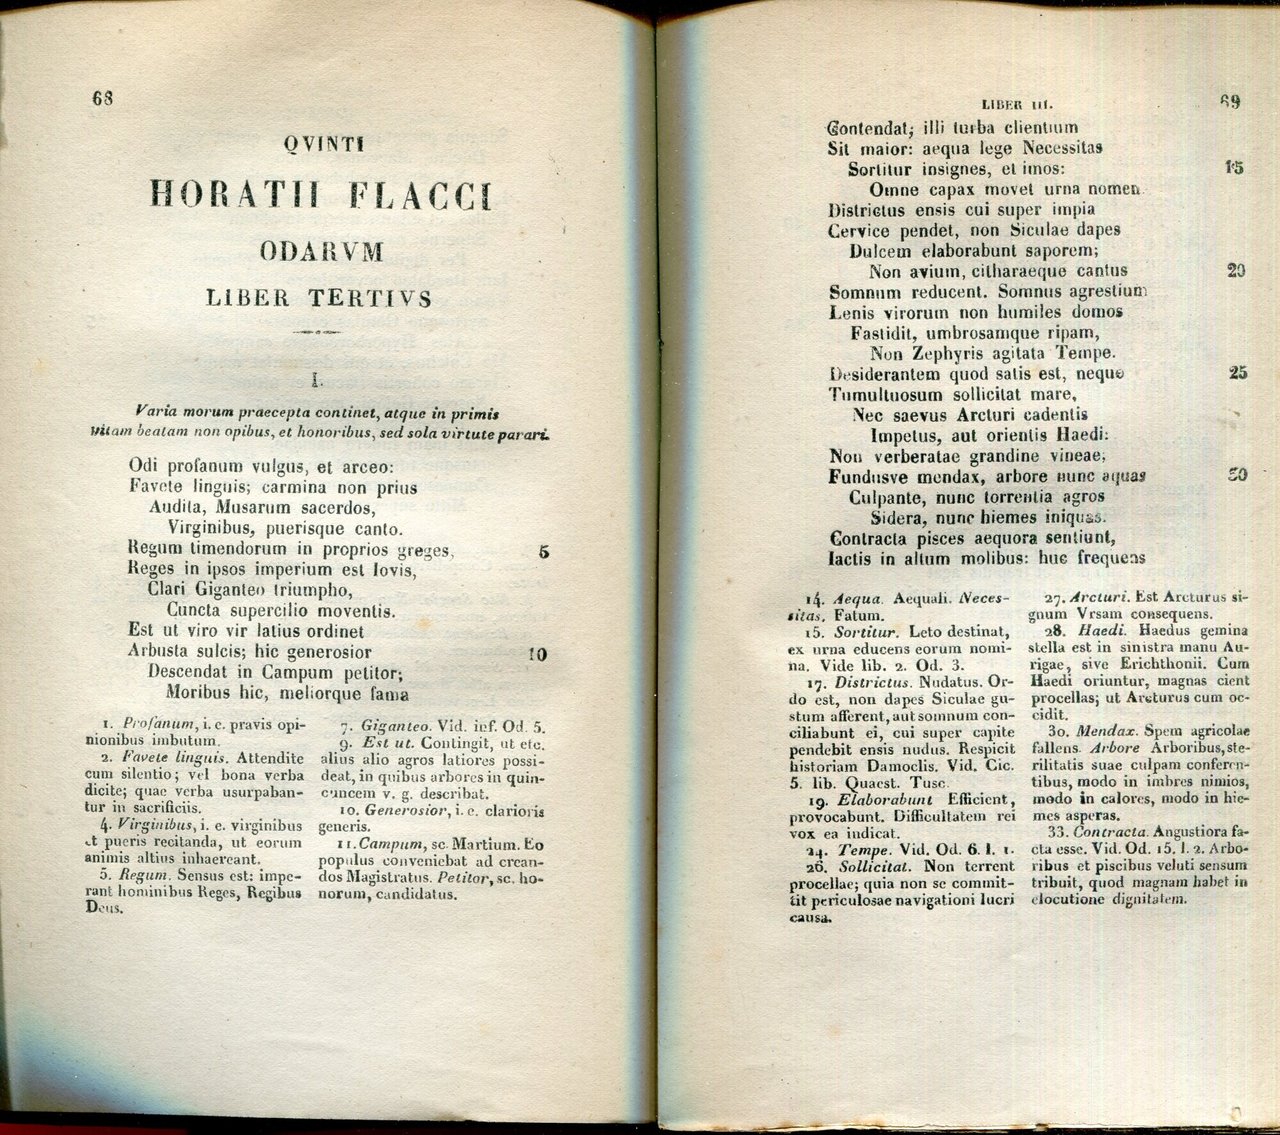 68
QVINTI
HORATII FLACCI
ODARVM
LIBER TERTIVS
I.
Varia morum praecepta continet, atque in primis
vitam beatam non opibus, et honoribus, sed sola virtute parari.
Odi profanum vulgus, et arceo:
Favete linguis; carmina non prius
Audita, Musarum sacerdos,
Virginibus, puerisque canto.
Regum timendorum in proprios greges, 5
Reges in ipsos imperium est Iovis,
Clari Giganteo triumpho,
Cuncta supercilio moventis.
Est ut viro vir latius ordinet
Arbusta sulcis; hic generosior 10
Descendat in Campum petitor;
Moribus hic, meliorque fama
1. Profanum, i. e. pravis opi-
nionibus imbutum.
2. Favete linguis. Attendite
cum silentio; vel bona verba
dicite; quae verba usurpaban-
tur in sacrificiis.
4. Virginibus, i. e. virginibus
et pueris recitanda, ut eorum
animis altius inhaereant.
5. Regum. Sensus est: impe-
rant hominibus Reges, Regibus
Deus.
7. Giganteo. Vid. inf. Od. 5.
9. Est ut. Contingit, ut etc.
alius alio agros latiores possi-
deat, in quibus arbores in quin-
cuncem v. g. describat.
10. Generosior, i. e. clarioris
generis.
11. Campum, sc. Martium. Eo
populus conveniebat ad crean-
dos Magistratus. Petitor, sc. ho-
norum, candidatus.
LIBER III. 69
Contendat; illi turba clientium
Sit maior: aequa lege Necessitas
Sortitur insignes, et imos: 15
Omne capax movet urna nomen
Districtus ensis cui super impia
Cervice pendet, non Siculae dapes
Dulcem elaborabunt saporem;
Non avium, citharaeque cantus 20
Somnum reducent. Somnus agrestium
Lenis virorum non humiles domos
Fastidit, umbrosamque ripam,
Non Zephyris agitata Tempe.
Desiderantem quod satis est, neque 25
Tumultuosum sollicitat mare,
Nec saevus Arcturi cadentis
Impetus, aut orientis Haedi:
Non verberatae grandine vineae,
Fundusve mendax, arbore nunc aquas 30
Culpante, nunc torrentia agros
Sidera, nunc hiemes iniquas.
Contracta pisces aequora sentiunt,
Iactis in altum molibus: huc frequens
14. Aequa. Aequali. Neces-
sitas. Fatum.
15. Sortitur. Leto destinat,
ex urna educens eorum nomi-
na. Vide lib. 2. Od. 3.
17. Districtus. Nudatus. Or-
do est, non dapes Siculae gu-
stum afferent, aut somnum con-
ciliabunt ei, cui super capite
pendebit ensis nudus. Respicit
historiam Damoclis. Vid. Cic.
5. lib. Quaest. Tusc.
19. Elaborabunt Efficient,
provocabunt. Difficultatem rei
vox ea indicat.
24. Tempe. Vid. Od. 6. l. 1.
26. Sollicitat. Non terrent
procellae; quia non se commit-
tit periculosae navigationi lucri
causa.
27. Arcturi. Est Arcturus si-
gnum Vrsam consequens.
28. Haedi. Haedus gemina
stella est in sinistra manu Au-
rigae, sive Erichthonii. Cum
Haedi oriuntur, magnas cient
procellas; ut Arcturus cum oc-
cidit.
30. Mendax. Spem agricolae
fallens. Arbore Arboribus, ste-
rilitatis suae culpam conferen-
tibus, modo in imbres nimios,
modo in calores, modo in hie-
mes asperas.
33. Contracta. Angustiora fa-
cta esse. Vid. Od. 15. l. 2. Arbo-
ribus et piscibus veluti sensum
tribuit, quod magnam habet in
elocutione dignitatem.